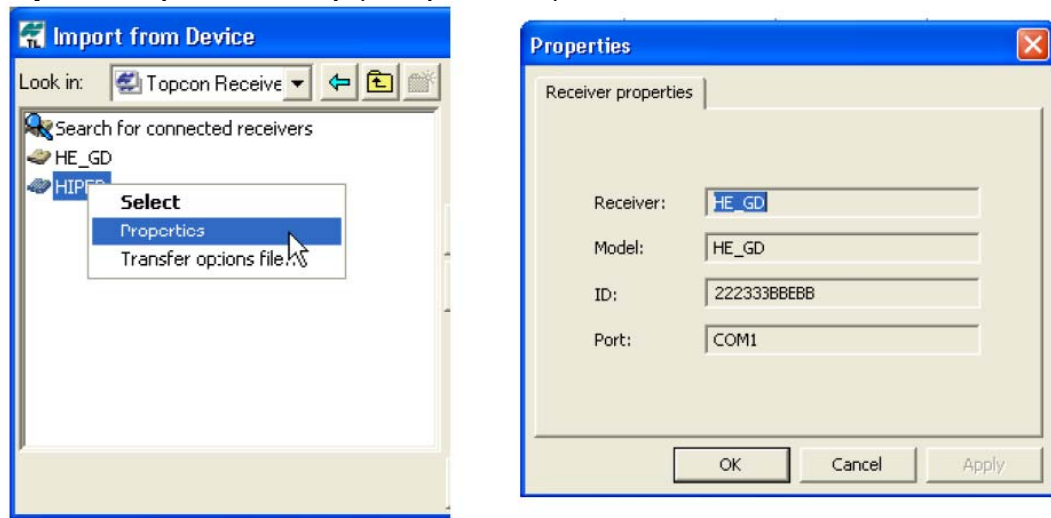 Import from Device
Look in:
Topcon Receive
Search for connected receivers
HE_GD
Select
Properties
Transfer options file...
Properties
Receiver properties
Receiver: HE_GD
Model: HE_GD
ID: 222333BBEBB
Port: COM1
OK
Cancel
Apply